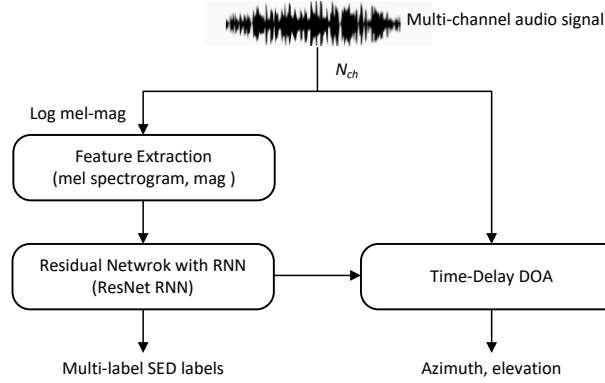 Multi-channel audio signal
N_ch
Log mel-mag
Feature Extraction
(mel spectrogram, mag )
Residual Netwrok with RNN
(ResNet RNN)
Time-Delay DOA
Multi-label SED labels
Azimuth, elevation